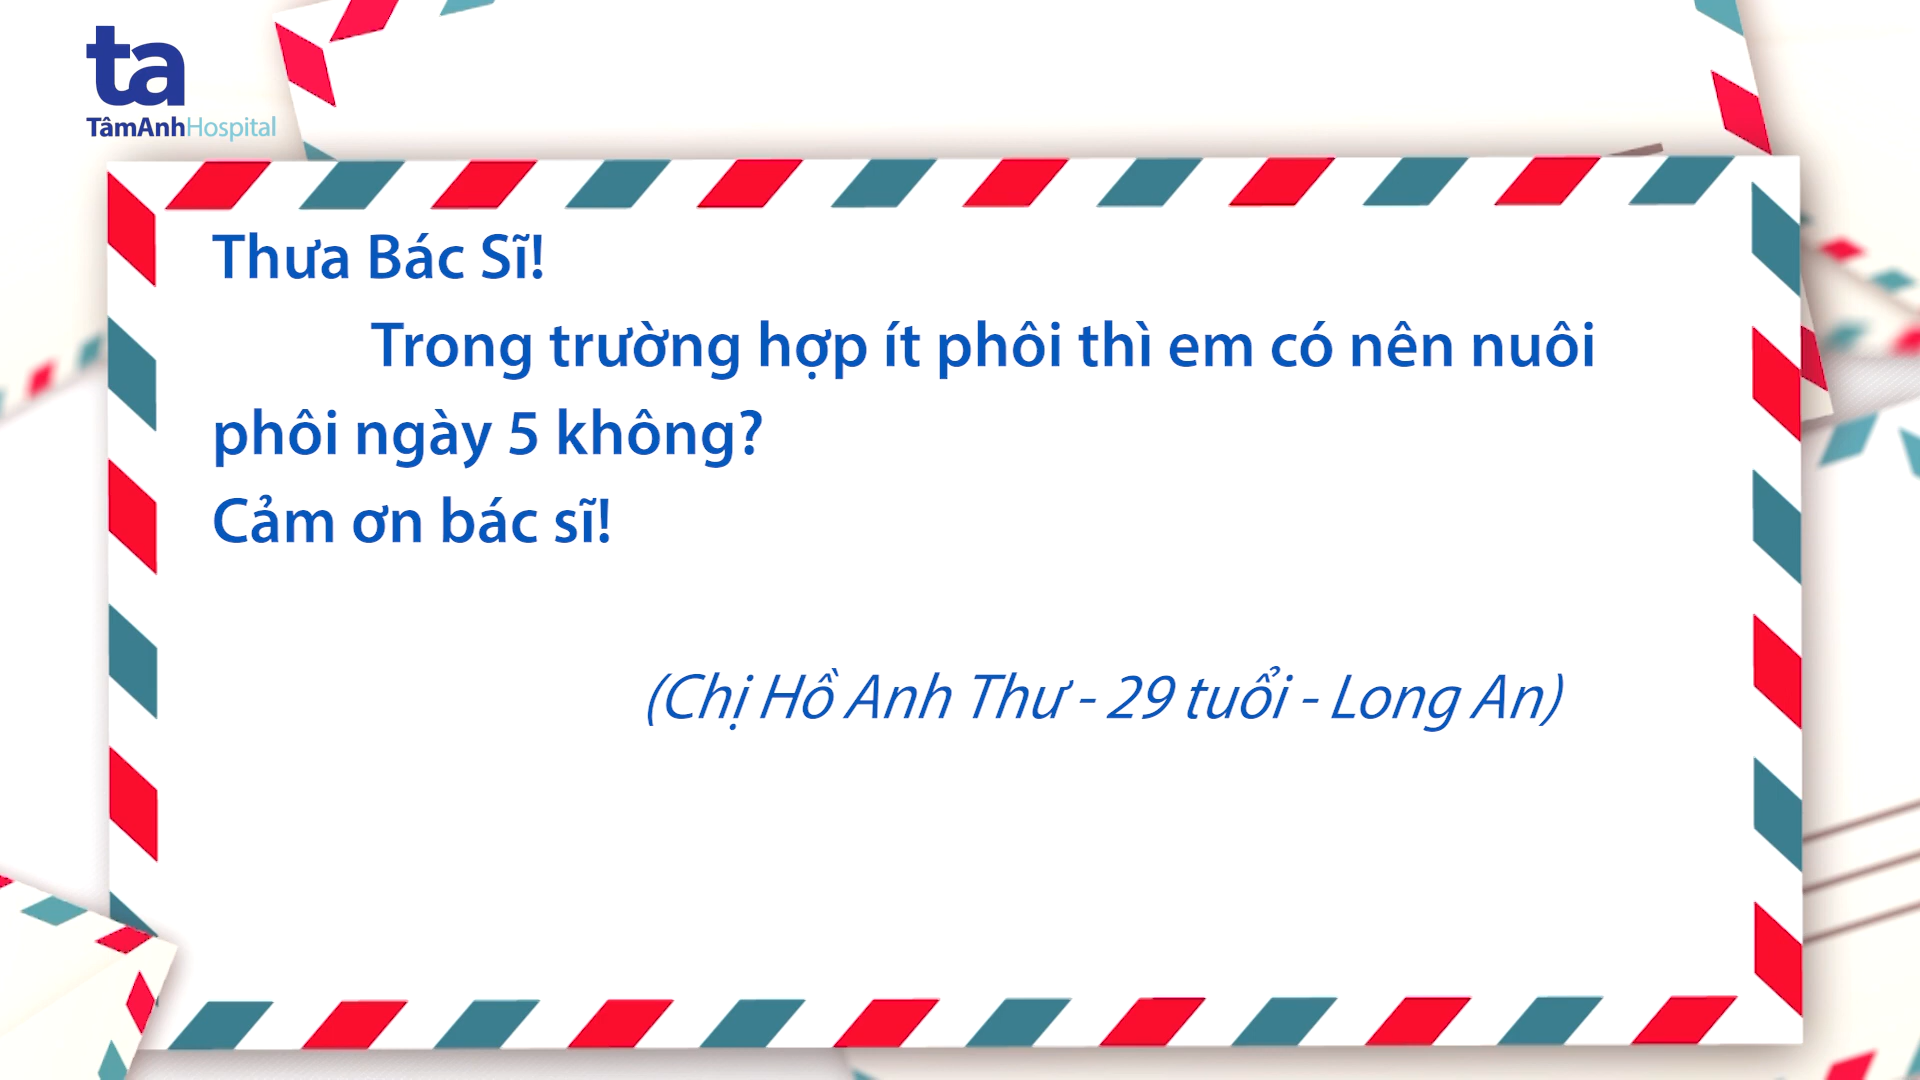 ta
TâmAnhHospital
Thưa Bác Sĩ!
Trong trường hợp ít phôi thì em có nên nuôi
phôi ngày 5 không?
Cảm ơn bác sĩ!
(Chị Hồ Anh Thư - 29 tuổi - Long An)